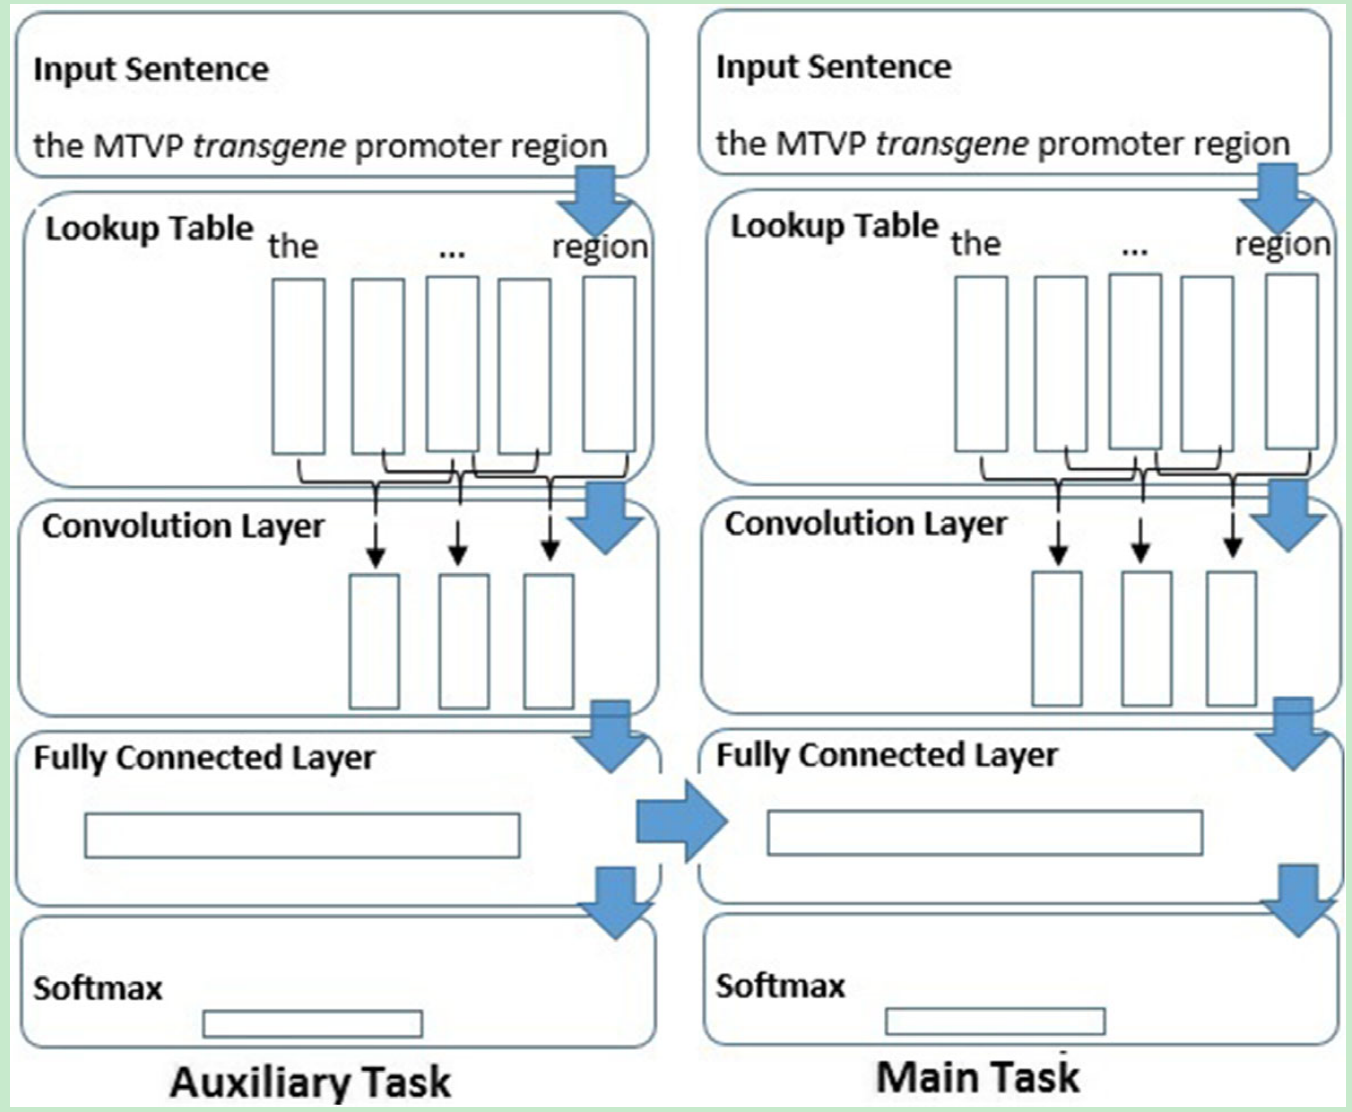 Input Sentence
the MTVP transgene promoter region
Lookup Table
the ... region
Convolution Layer
Fully Connected Layer
Softmax
Auxiliary Task
Input Sentence
the MTVP transgene promoter region
Lookup Table
the ... region
Convolution Layer
Fully Connected Layer
Softmax
Main Task